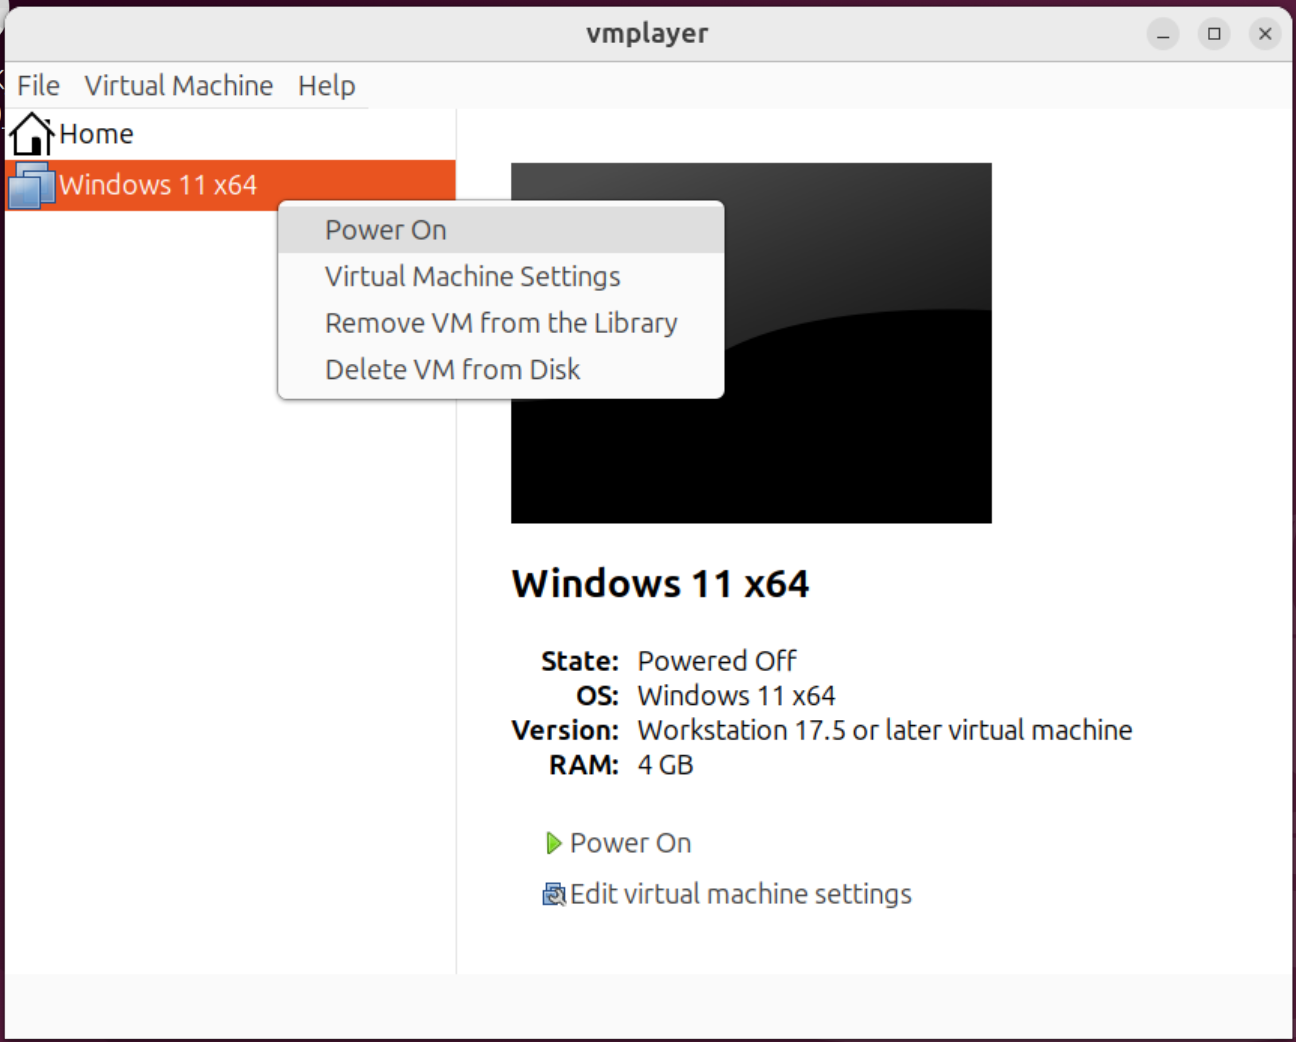 vmplayer
File Virtual Machine Help
Home
Windows 11 x64
Power On
Virtual Machine Settings
Remove VM from the Library
Delete VM from Disk
Windows 11 x64
State: Powered Off
OS: Windows 11 x64
Version: Workstation 17.5 or later virtual machine
RAM: 4 GB
Power On
Edit virtual machine settings